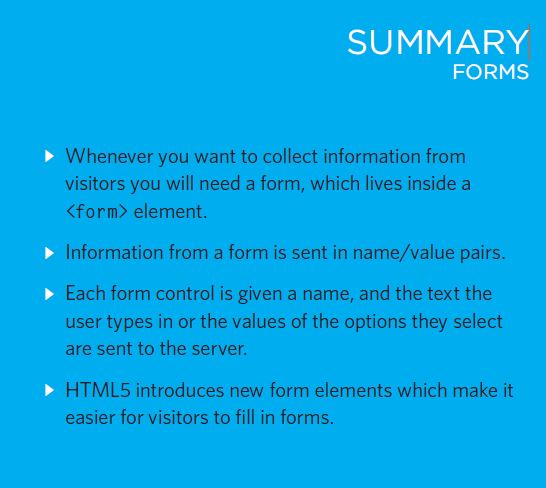 SUMMARY
FORMS
Whenever you want to collect information from
visitors you will need a form, which lives inside a
<form> element.
Information from a form is sent in name/value pairs.
Each form control is given a name, and the text the
user types in or the values of the options they select
are sent to the server.
HTML5 introduces new form elements which make it
easier for visitors to fill in forms.